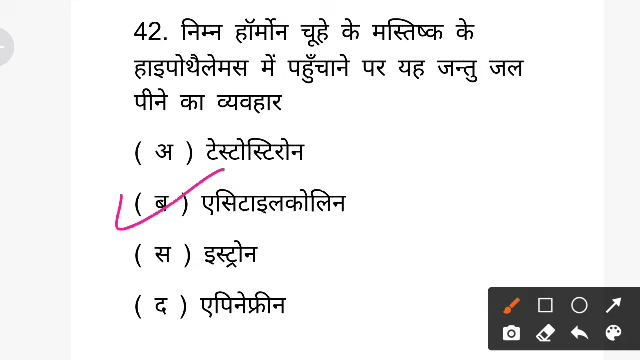 42. निम्न हॉर्मोन चूहे के मस्तिष्क के
हाइपोथैलेमस में पहुँचाने पर यह जन्तु जल
पीने का व्यवहार
( अ ) टेस्टोस्टिरोन
( ब ) एसिटाइलकोलिन
( स ) इस्ट्रोन
( द ) एपिनेफ्रीन